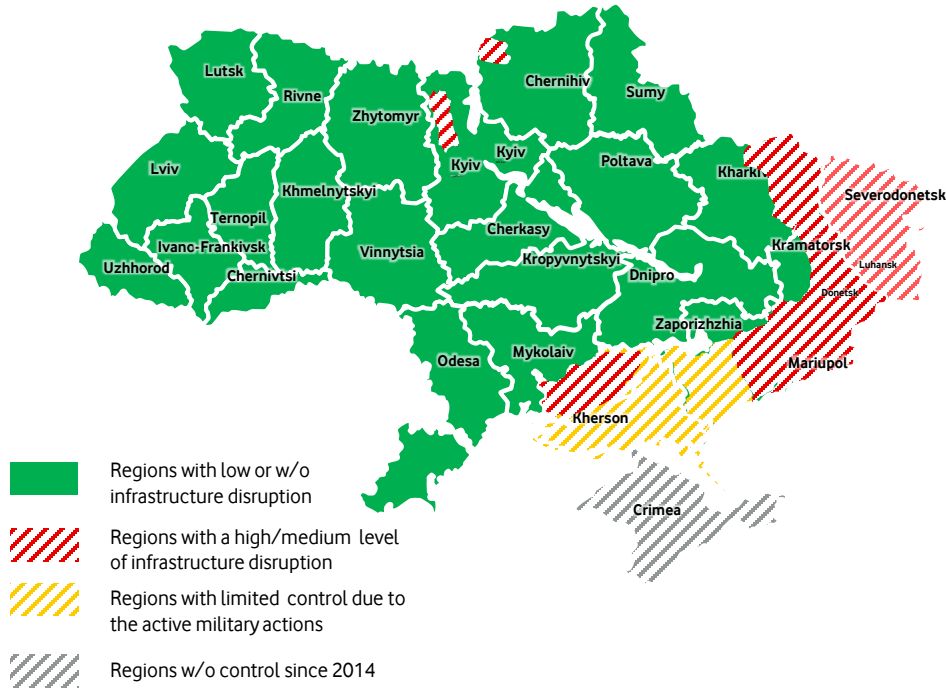 Lutsk
Rivne
Zhytomyr
Chernihiv
Sumy
Kyiv
Kyiv
Poltava
Lviv
Kharki
Khmelnytskyi
Severodonetsk
Ternopil
Cherkasy
Ivano-Frankivsk
Vinnytsia
Kropyvnytskyi
Kramatorsk
Uzhhorod
Chernivtsi
Dnipro
Luhansk
Donetsk
Zaporizhzhia
Odesa
Mykolaiv
Mariupol
Kherson
Crimea
Regions with low or w/o
infrastructure disruption
Regions with a high/medium level
of infrastructure disruption
Regions with limited control due to
the active military actions
Regions w/o control since 2014